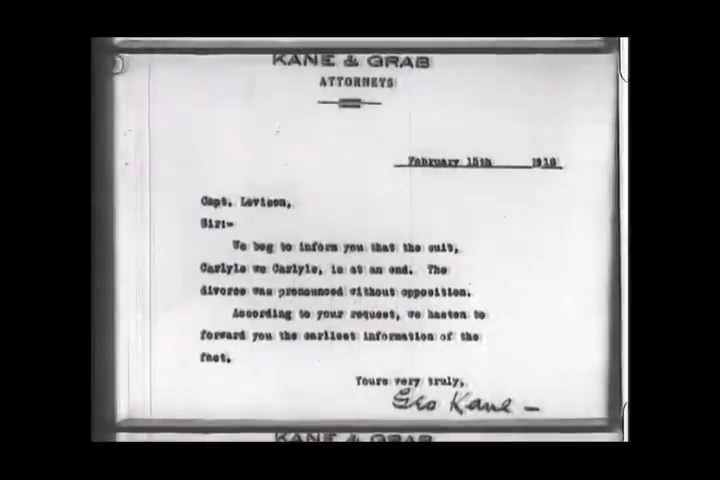 KANE & GRAB
ATTORNEYS
February 15th 1916
Capt. Levison,
Sir:-
We beg to inform you that the suit,
Carlyle vs Carlyle, is at an end. The
divorce was pronounced without opposition.
According to your request, we hasten to
forward you the earliest information of the
fact.
Yours very truly,
Geo Kane -
KANE & GRAB